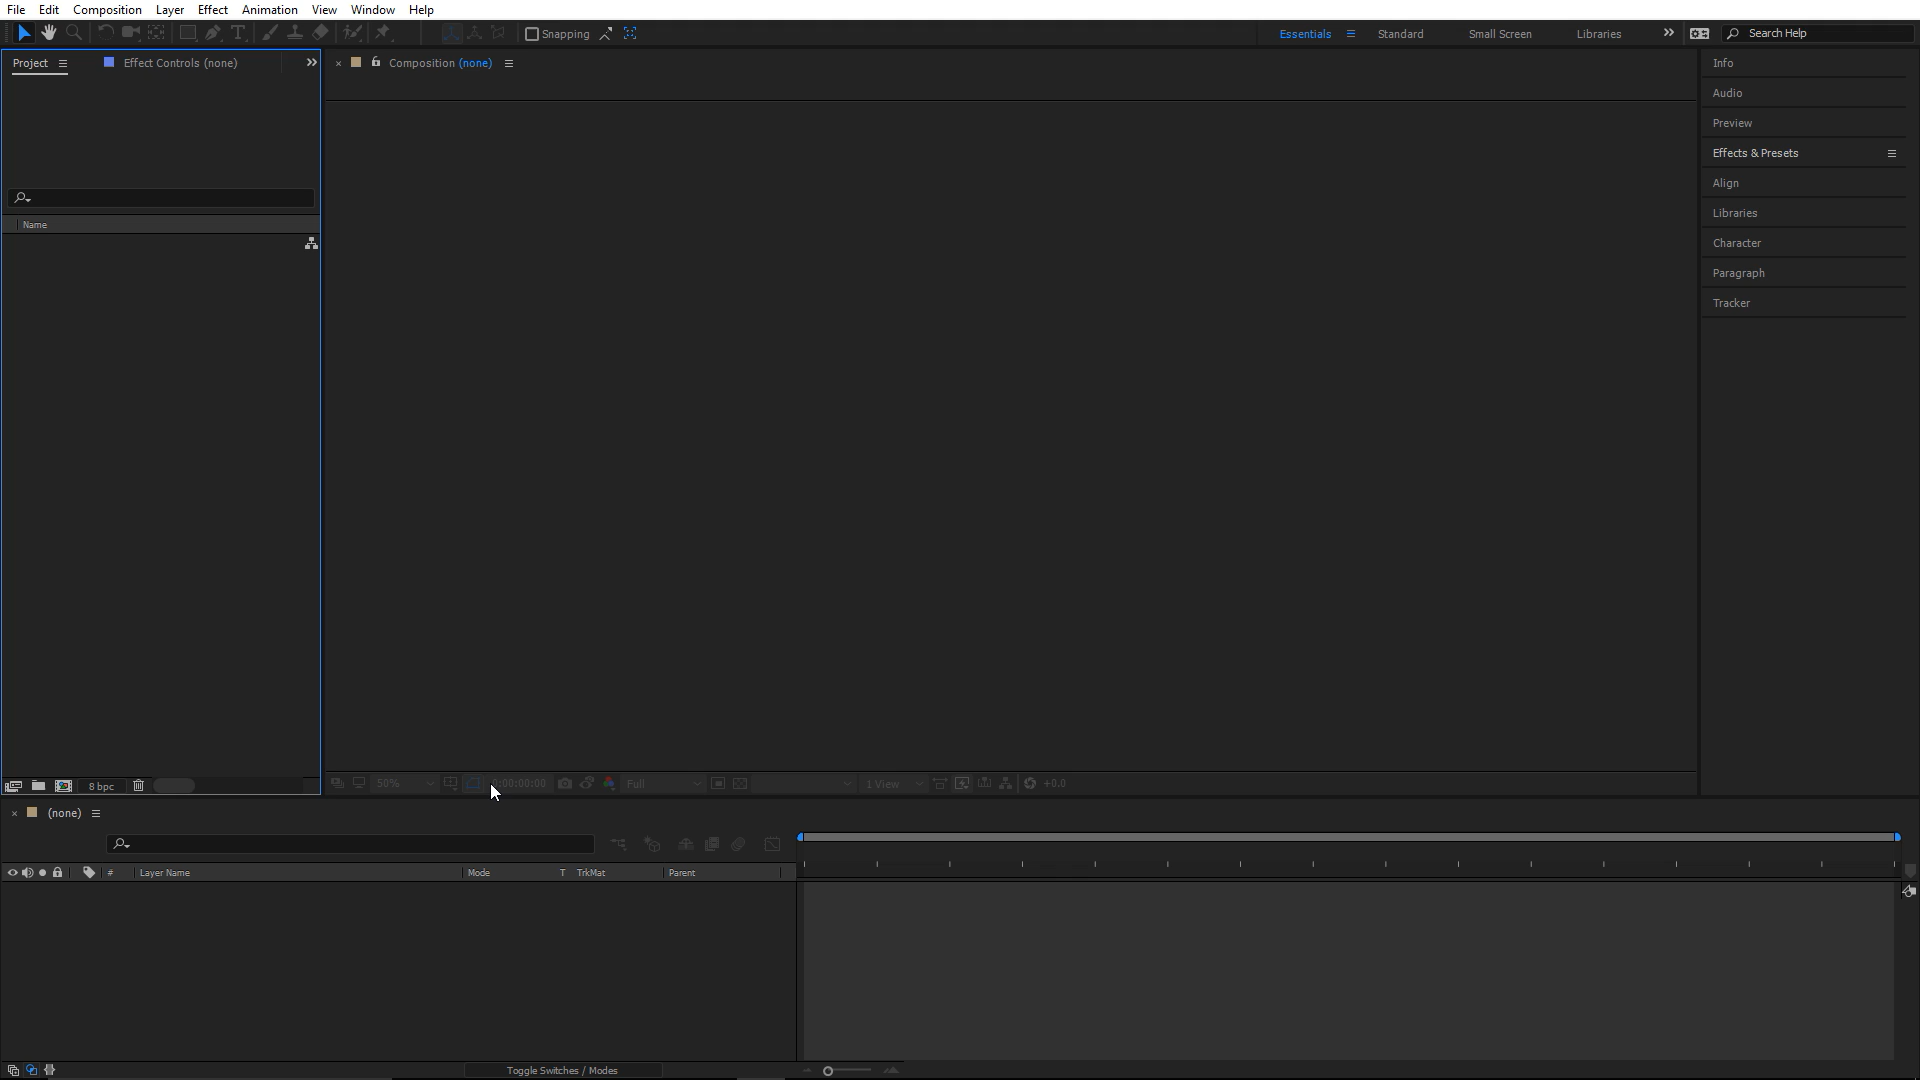 File Edit Composition Layer Effect Animation View Window Help
Snapping Essentials Standard Small Screen Libraries Search Help
Project Effect Controls (none) Composition (none) Info
Audio
Preview
Effects & Presets
Align
Libraries
Name
Character
Paragraph
Tracker
8 bpc 50% 0:00:00:00 Full 1 View +0.0
(none)
# Layer Name Mode T TrkMat Parent
Toggle Switches / Modes